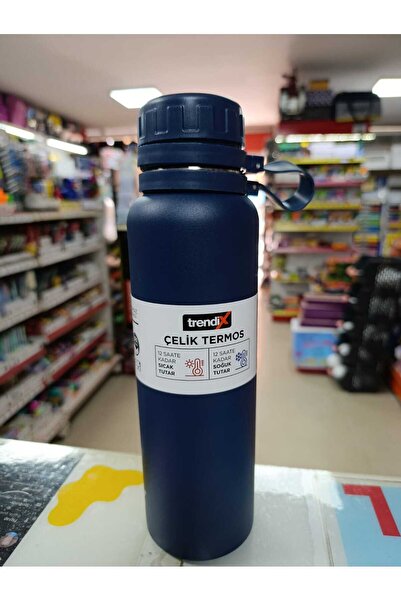 trendiX
ÇELİK TERMOS
12 SAATE
KADAR
SICAK
TUTAR
12 SAATE
KADAR
SOĞUK
TUTAR